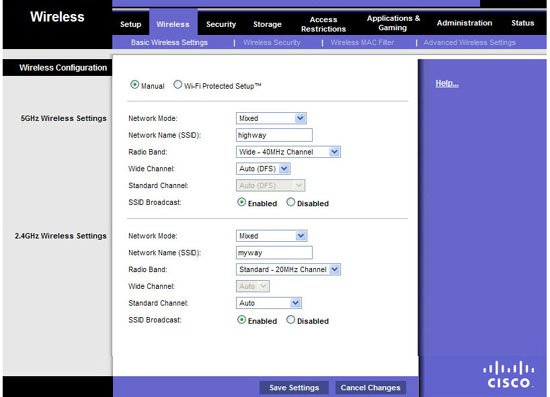 Wireless
Setup Wireless Security Storage Access Restrictions Applications & Gaming Administration Status
Basic Wireless Settings | Wireless Security | Wireless MAC Filter | Advanced Wireless Settings
Wireless Configuration
Manual Wi-Fi Protected Setup™
Help...
5GHz Wireless Settings
Network Mode: Mixed
Network Name (SSID): highway
Radio Band: Wide - 40MHz Channel
Wide Channel: Auto (DFS)
Standard Channel: Auto (DFS)
SSID Broadcast: Enabled Disabled
2.4GHz Wireless Settings
Network Mode: Mixed
Network Name (SSID): myway
Radio Band: Standard - 20MHz Channel
Wide Channel: Auto
Standard Channel: Auto
SSID Broadcast: Enabled Disabled
Save Settings Cancel Changes
CISCO